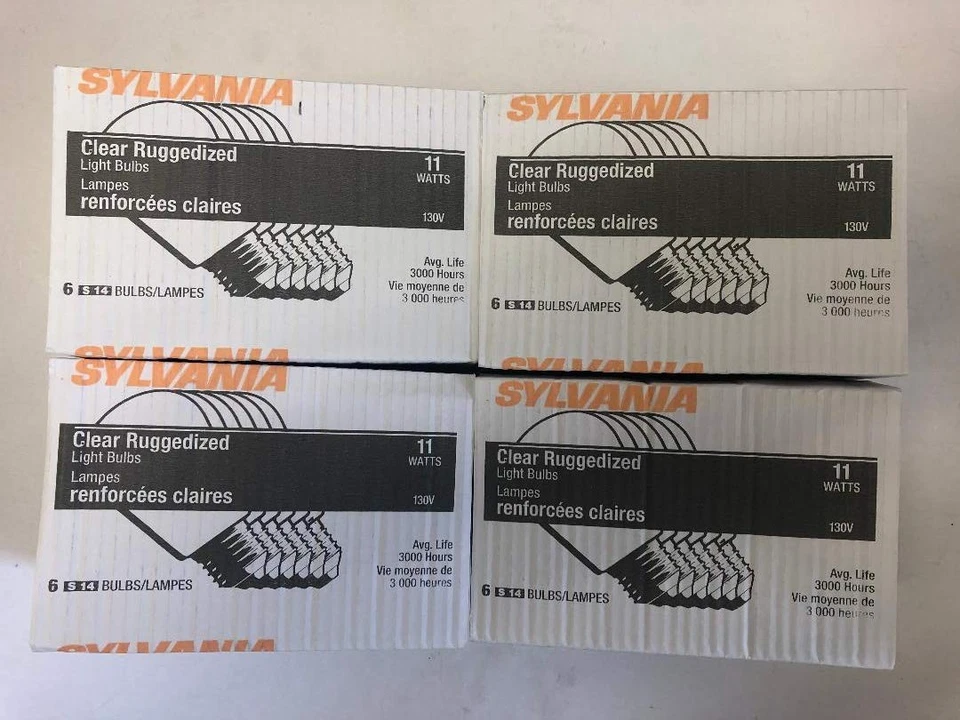 SYLVANIA
Clear Ruggedized
Light Bulbs
Lampes
renforcées claires
11
WATTS
130V
Avg. Life
3000 Hours
Vie moyenne de
3 000 heures
6 S 14 BULBS/LAMPES
SYLVANIA
Clear Ruggedized
Light Bulbs
Lampes
renforcées claires
11
WATTS
130V
Avg. Life
3000 Hours
Vie moyenne de
3 000 heures
6 S 14 BULBS/LAMPES
SYLVANIA
SYLVANIA
Clear Ruggedized
Light Bulbs
Lampes
renforcées claires
11
WATTS
130V
Avg. Life
3000 Hours
Vie moyenne de
3 000 heures
6 S 14 BULBS/LAMPES
SYLVANIA
SYLVANIA
SYLVANIA
Clear Ruggedized
Light Bulbs
Lampes
renforcées claires
11
WATTS
130V
Avg. Life
3000 Hours
Vie moyenne de
3 000 heures
6 S 14 BULBS/LAMPES